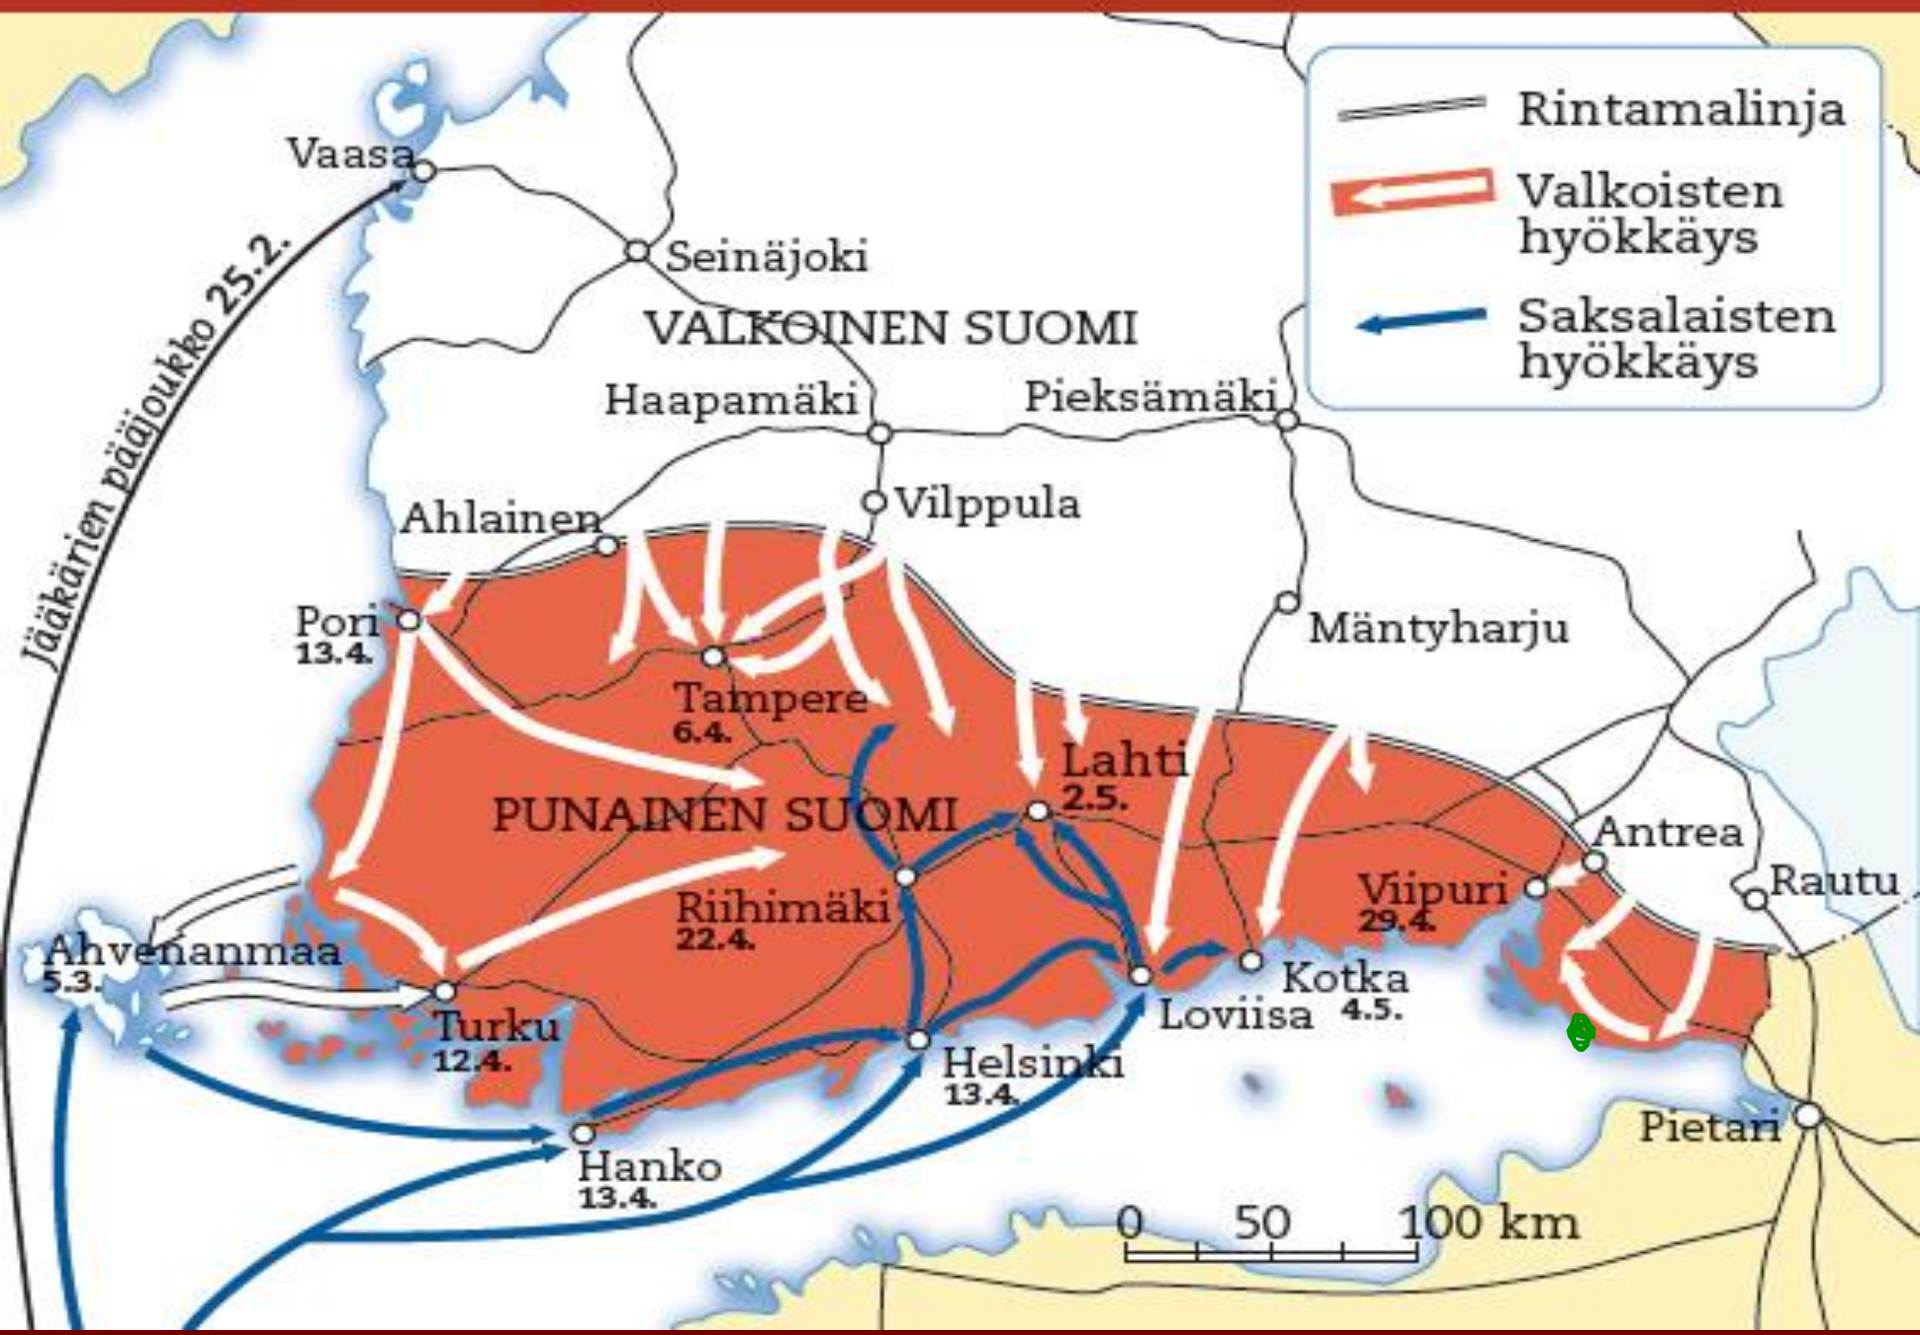 Rintamalinja
Valkoisten
hyökkäys
Saksalaisten
hyökkäys
Vaasa
Jääkärien pääjoukko 25.2.
Seinäjoki
VALKOINEN SUOMI
Haapamäki
Pieksämäki
Ahlainen
Vilppula
Pori
13.4.
Mäntyharju
Tampere
6.4.
Lahti
2.5.
PUNAINEN SUOMI
Antrea
Rautu
Viipuri
29.4.
Riihimäki
22.4.
Ahvenanmaa
5.3.
Kotka
4.5.
Loviisa
Turku
12.4.
Helsinki
13.4.
Pietari
Hanko
13.4.
0 50 100 km